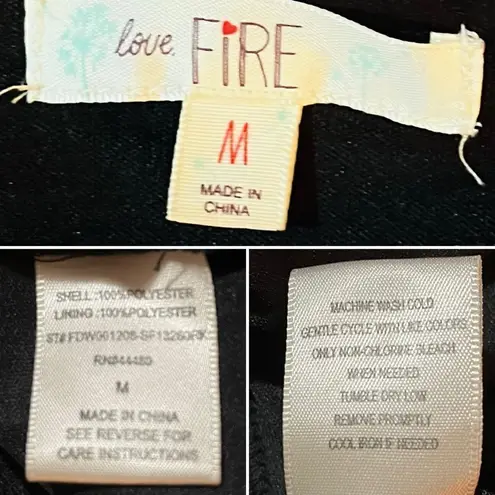 love. FiRE
M
MADE IN
CHINA
SHELL :100%POLYESTER
LINING :100%POLYESTER
M
MADE IN CHINA
SEE REVERSE FOR
CARE INSTRUCTIONS
MACHINE WASH COLD
GENTLE CYCLE WITH LIKE COLORS
ONLY NON-CHLORINE BLEACH
WHEN NEEDED
TUMBLE DRY LOW
REMOVE PROMPTLY
COOL IRON IF NEEDED